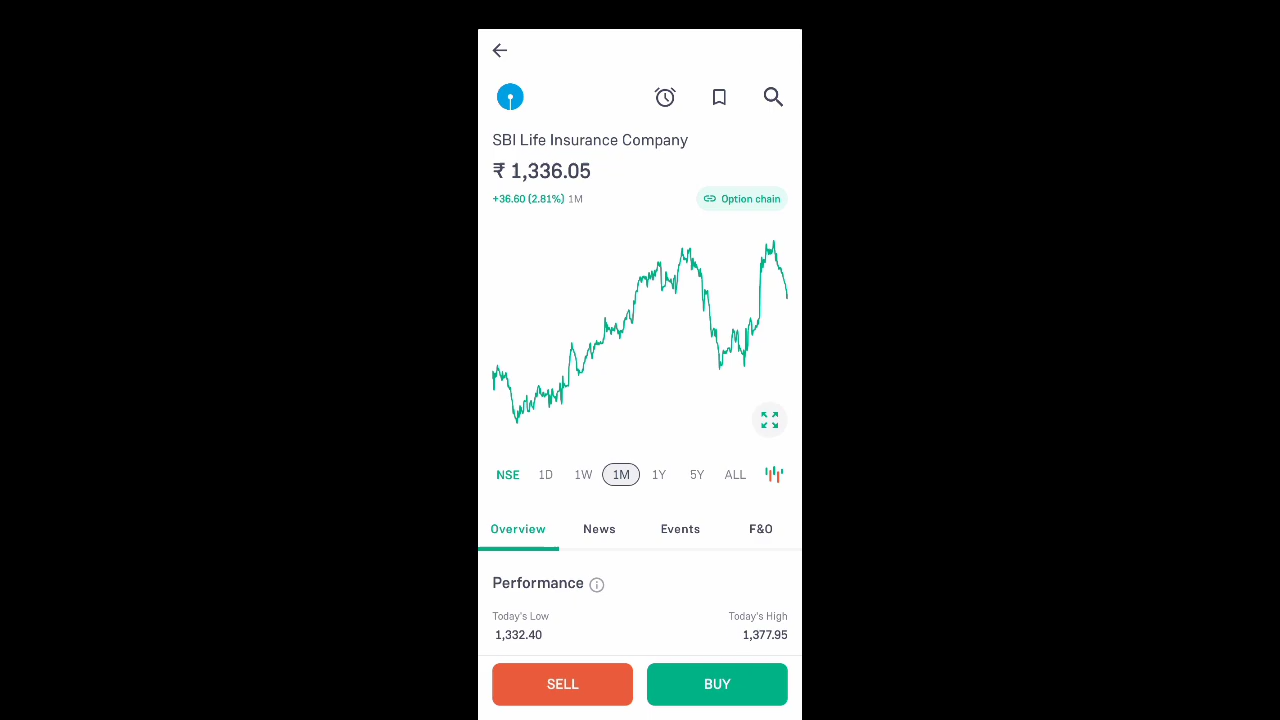 SBI Life Insurance Company
₹ 1,336.05
+36.60 (2.81%) 1M
Option chain
NSE 1D 1W 1M 1Y 5Y ALL
Overview News Events F&O
Performance
Today's Low Today's High
1,332.40 1,377.95
SELL BUY